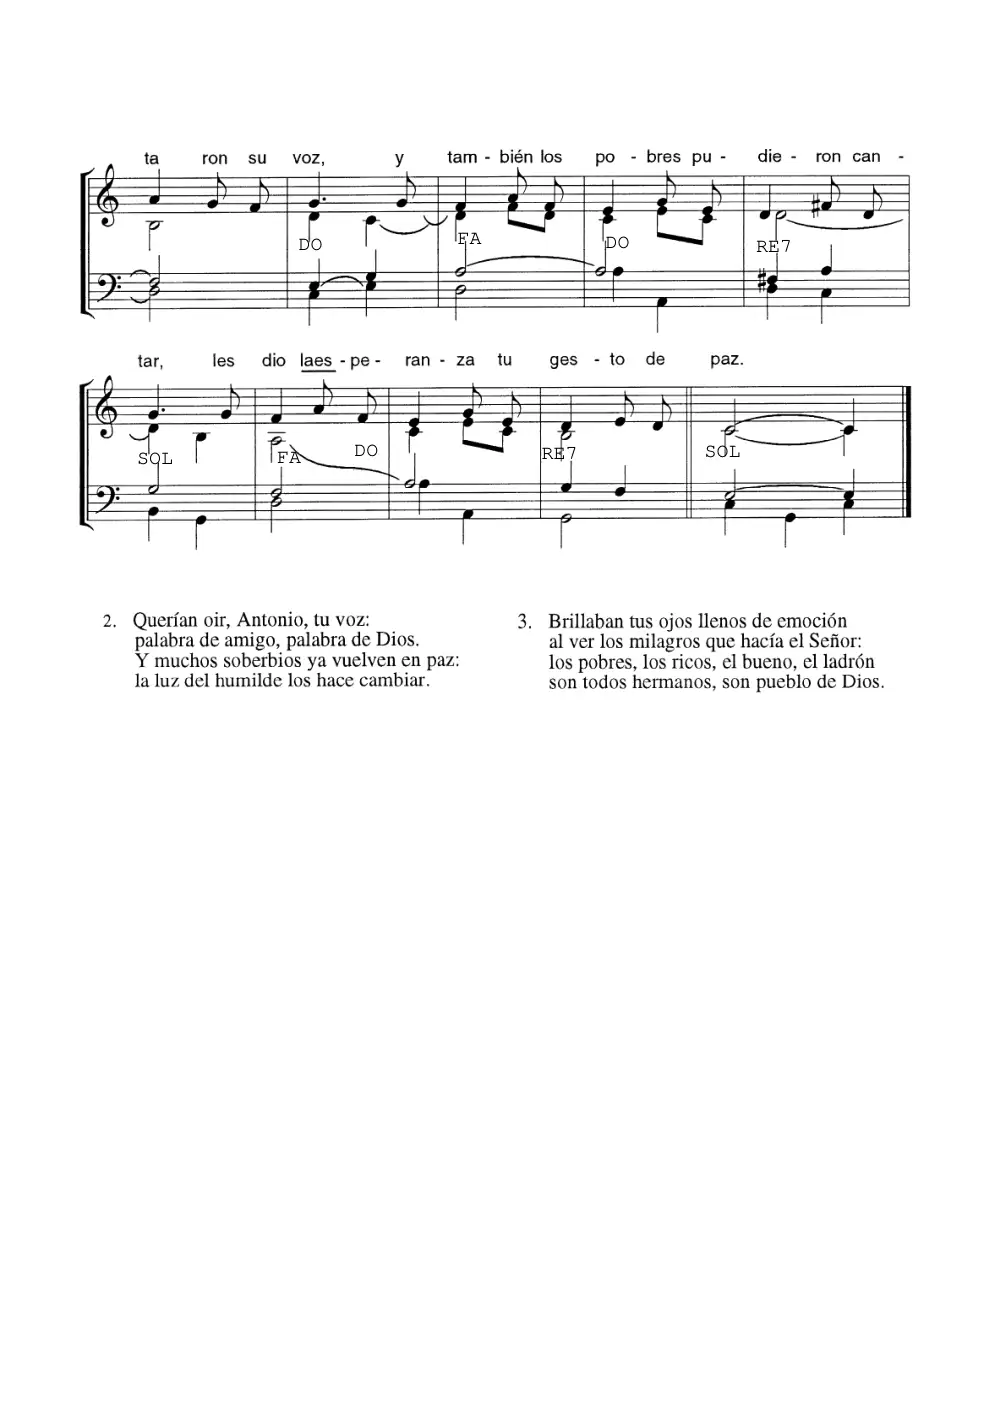 ta ron su voz, y tam - bién los po - bres pu - die - ron can -
DO FA DO RE7
tar, les dio laes - pe - ran - za tu ges - to de paz.
SOL FA DO RE7 SOL
2. Querían oir, Antonio, tu voz:
palabra de amigo, palabra de Dios.
Y muchos soberbios ya vuelven en paz:
la luz del humilde los hace cambiar.
3. Brillaban tus ojos llenos de emoción
al ver los milagros que hacía el Señor:
los pobres, los ricos, el bueno, el ladrón
son todos hermanos, son pueblo de Dios.